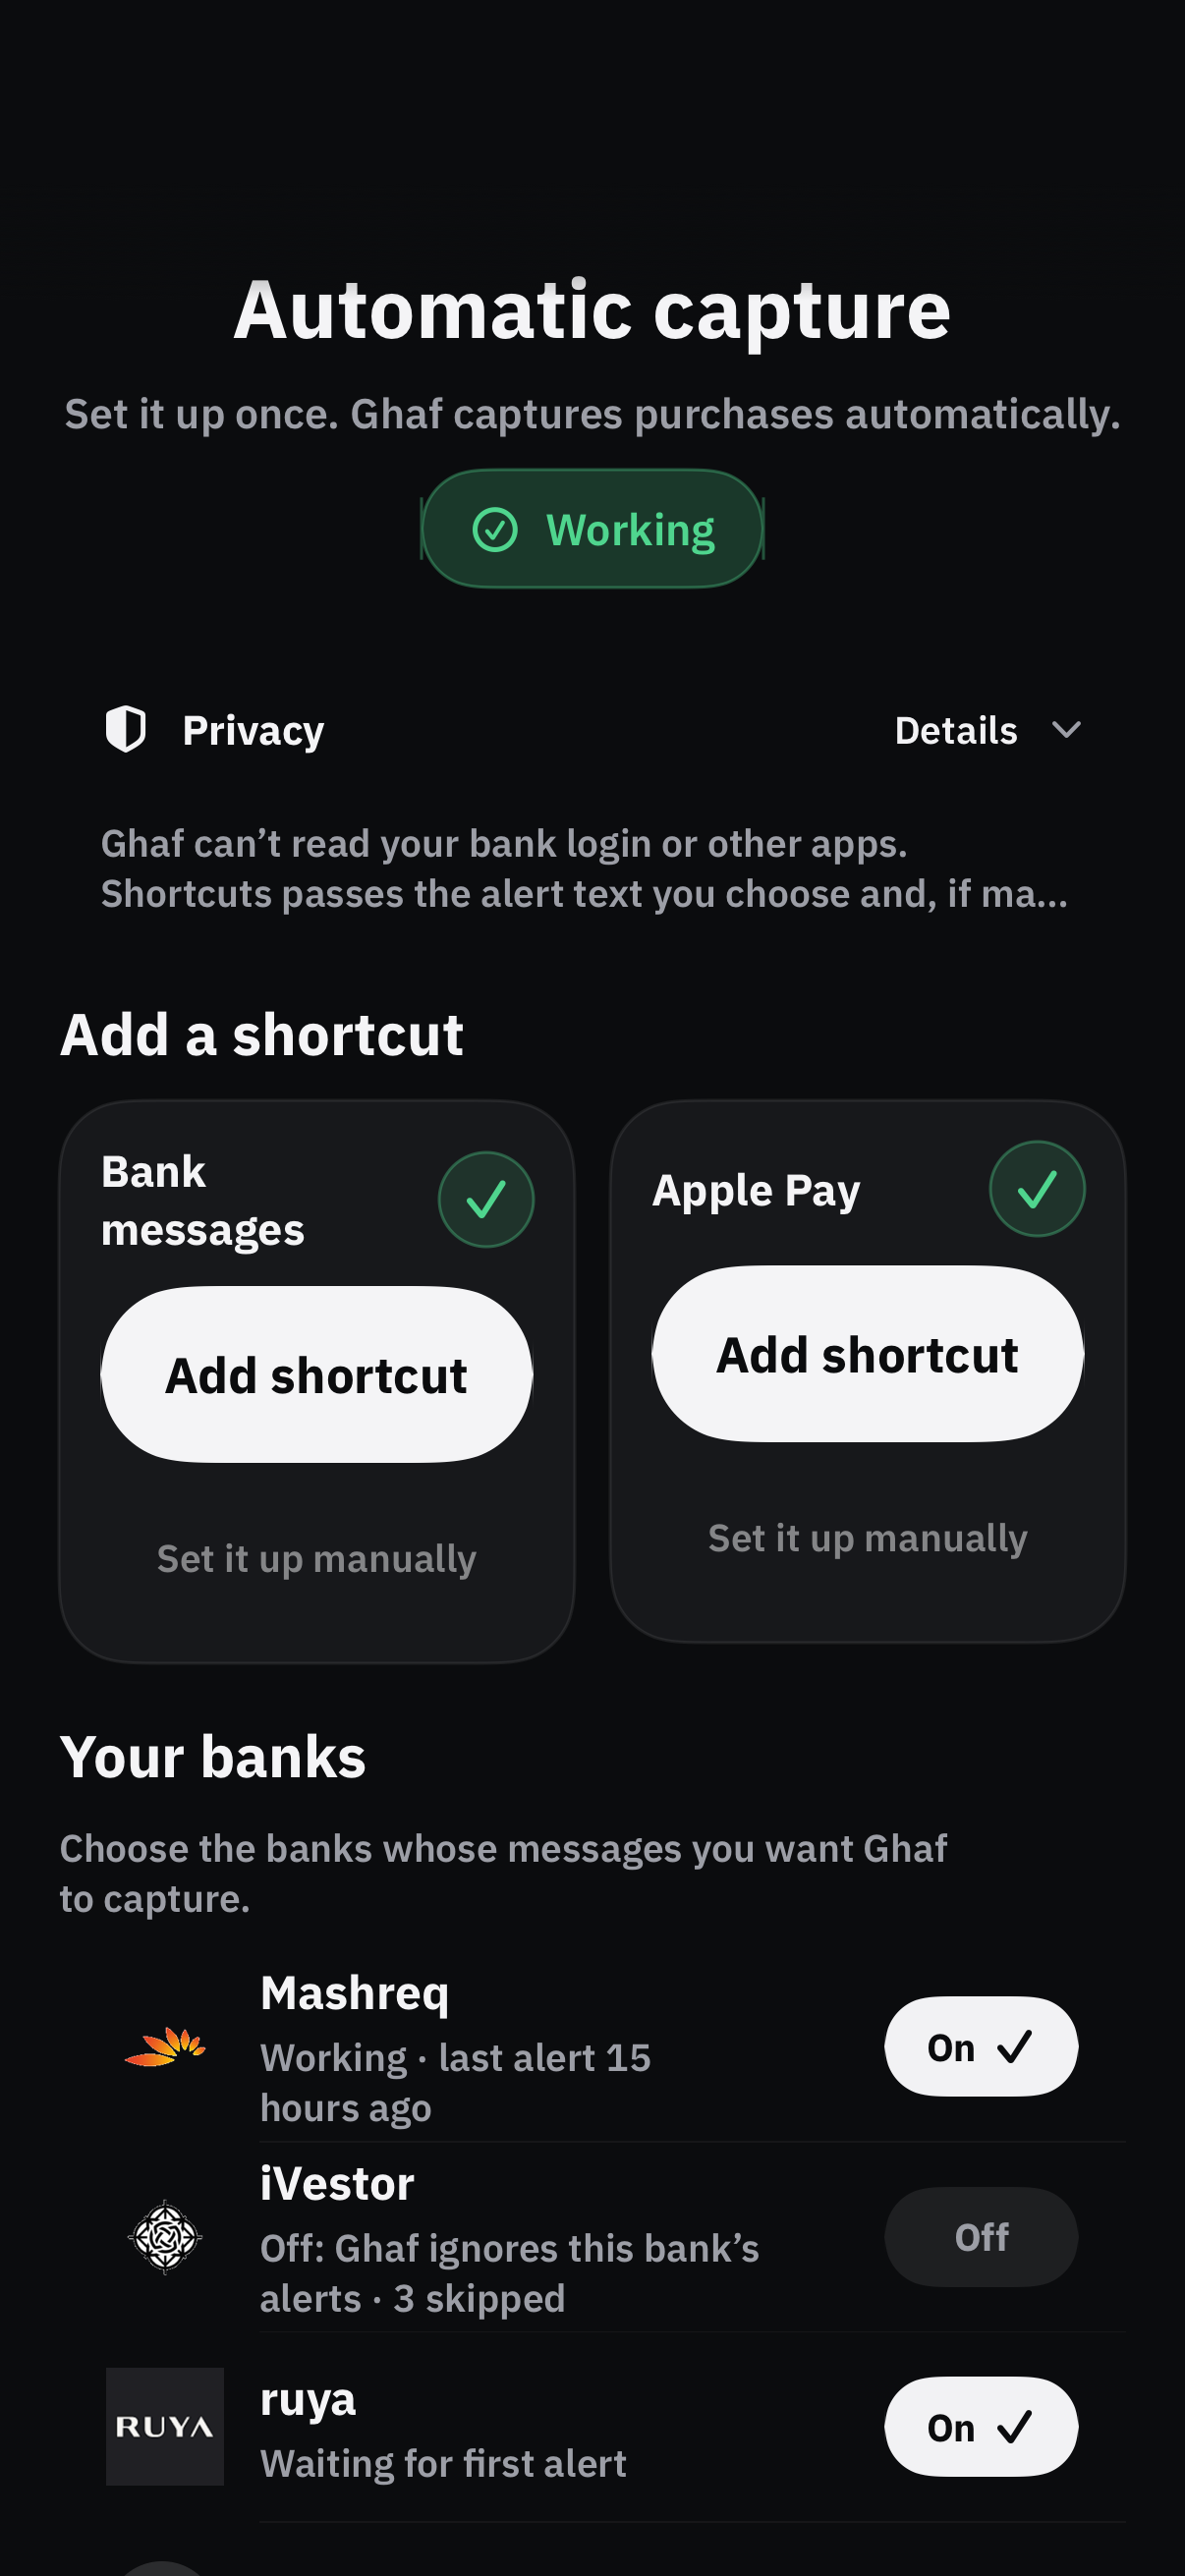 Automatic capture
Set it up once. Ghaf captures purchases automatically.
Working
Privacy
Details
Ghaf can’t read your bank login or other apps.
Shortcuts passes the alert text you choose and, if ma...
Add a shortcut
Bank
messages
Add shortcut
Set it up manually
Apple Pay
Add shortcut
Set it up manually
Your banks
Choose the banks whose messages you want Ghaf
to capture.
Mashreq
Working · last alert 15
hours ago
On
iVestor
Off: Ghaf ignores this bank’s
alerts · 3 skipped
Off
RUYA
ruya
Waiting for first alert
On